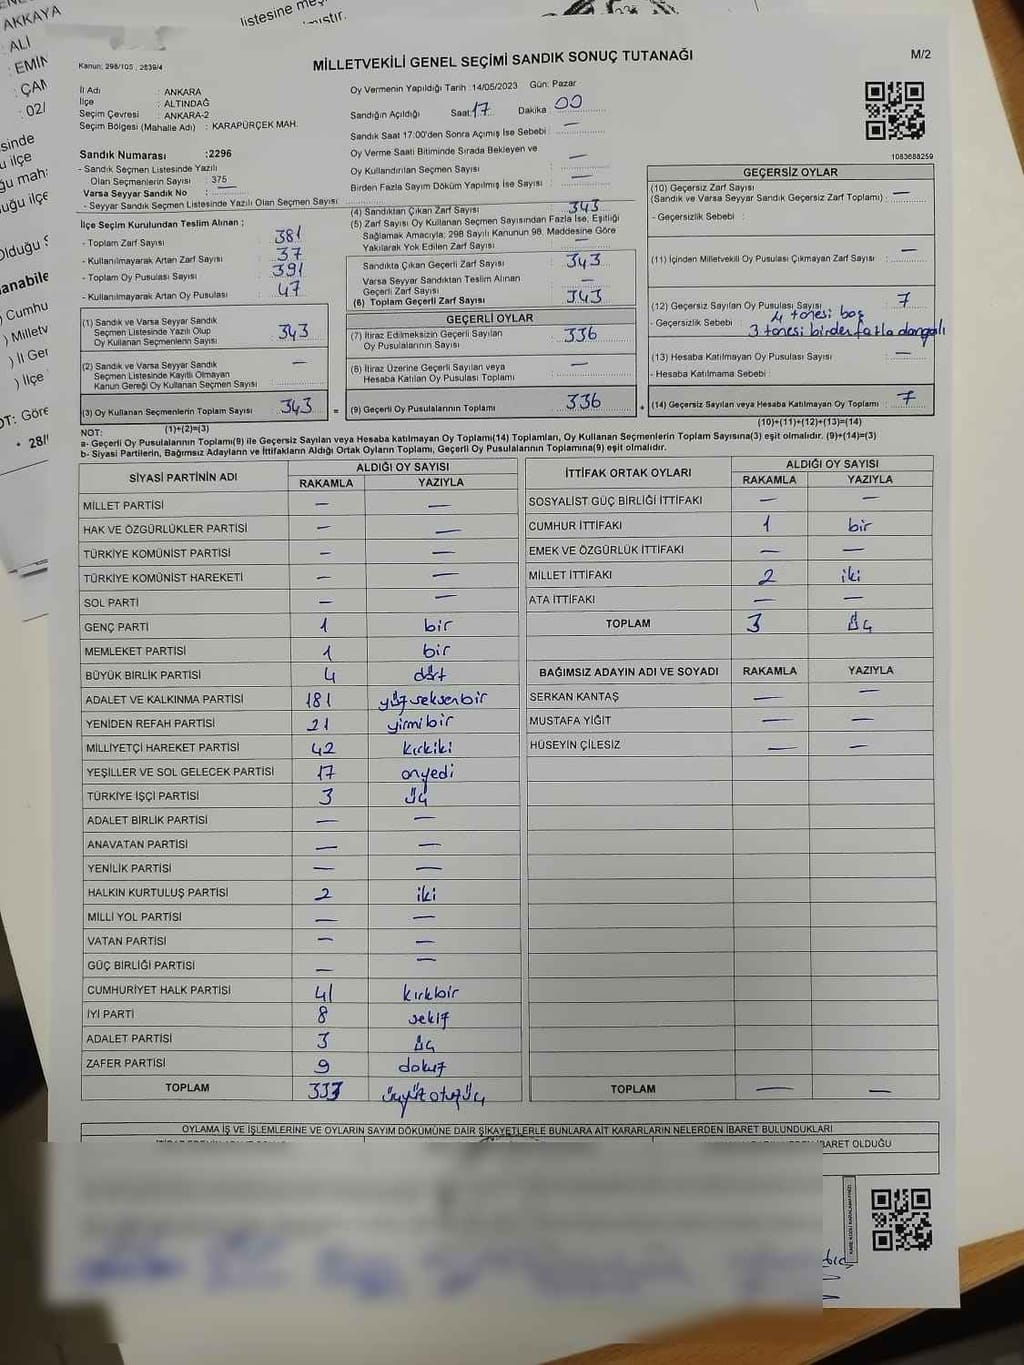 AKKAYA
ALİ
listesine
mıştır.
Kanun: 298/105 , 2839/4
MİLLETVEKİLİ GENEL SEÇİMİ SANDIK SONUÇ TUTANAĞI
M/2
İl Adı : ANKARA
İlçe : ALTINDAĞ
Seçim Çevresi : ANKARA-2
Seçim Bölgesi (Mahalle Adı) : KARAPÜRÇEK MAH.
Sandık Numarası :2296
- Sandık Seçmen Listesinde Yazılı
Olan Seçmenlerin Sayısı : 375
Varsa Seyyar Sandık No : —
- Seyyar Sandık Seçmen Listesinde Yazılı Olan Seçmen Sayısı
Oy Vermenin Yapıldığı Tarih :14/05/2023 Gün: Pazar
Sandığın Açıldığı Saat: 17 Dakika 00
Sandık Saat 17:00'den Sonra Açımış İse Sebebi : —
Oy Verme Saati Bitiminde Sırada Bekleyen ve
Oy Kullandırılan Seçmen Sayısı : —
Birden Fazla Sayım Döküm Yapılmış İse Sayısı : —
1083688259
İlçe Seçim Kurulundan Teslim Alınan ;
- Toplam Zarf Sayısı : 381
- Kullanılmayarak Artan Zarf Sayısı : 37
- Toplam Oy Pusulası Sayısı : 391
- Kullanılmayarak Artan Oy Pusulası : 47
(4) Sandıktan Çıkan Zarf Sayısı : 343
(5) Zarf Sayısı Oy Kullanan Seçmen Sayısından Fazla İse, Eşitliği
Sağlamak Amacıyla; 298 Sayılı Kanunun 98. Maddesine Göre
Yakılarak Yok Edilen Zarf Sayısı : —
Sandıkta Çıkan Geçerli Zarf Sayısı : 343
Varsa Seyyar Sandıktan Teslim Alınan
Geçerli Zarf Sayısı : —
(6) Toplam Geçerli Zarf Sayısı : 343
GEÇERSİZ OYLAR
(10) Geçersiz Zarf Sayısı
(Sandık ve Varsa Seyyar Sandık Geçersiz Zarf Toplamı) : —
- Geçersizlik Sebebi :
(11) İçinden Milletvekili Oy Pusulası Çıkmayan Zarf Sayısı : —
(12) Geçersiz Sayılan Oy Pusulası Sayısı : 7
- Geçersizlik Sebebi : 4 tanesi boş
3 tanesi birden fazla damgalı
(13) Hesaba Katılmayan Oy Pusulası Sayısı : —
- Hesaba Katılmama Sebebi :
(14) Geçersiz Sayılan veya Hesaba Katılmayan Oy Toplamı : 7
(10)+(11)+(12)+(13)=(14)
(1) Sandık ve Varsa Seyyar Sandık
Seçmen Listesinde Yazılı Olup
Oy Kullanan Seçmenlerin Sayısı : 343
(2) Sandık ve Varsa Seyyar Sandık
Seçmen Listesinde Kayıtlı Olmayan
Kanun Gereği Oy Kullanan Seçmen Sayısı : —
(3) Oy Kullanan Seçmenlerin Toplam Sayısı : 343 =
(1)+(2)=(3)
GEÇERLİ OYLAR
(7) İtiraz Edilmeksizin Geçerli Sayılan
Oy Pusulalarının Sayısı : 336
(8) İtiraz Üzerine Geçerli Sayılan veya
Hesaba Katılan Oy Pusulası Toplamı : —
(9) Geçerli Oy Pusulalarının Toplamı : 336 +
NOT:
a- Geçerli Oy Pusulalarının Toplamı(9) ile Geçersiz Sayılan veya Hesaba katılmayan Oy Toplamı(14) Toplamları, Oy Kullanan Seçmenlerin Toplam Sayısına(3) eşit olmalıdır. (9)+(14)=(3)
b- Siyasi Partilerin, Bağımsız Adayların ve İttifakların Aldığı Ortak Oyların Toplamı, Geçerli Oy Pusulalarının Toplamına(9) eşit olmalıdır.
SİYASİ PARTİNİN ADI ALDIĞI OY SAYISI
RAKAMLA YAZIYLA
MİLLET PARTİSİ — —
HAK VE ÖZGÜRLÜKLER PARTİSİ — —
TÜRKİYE KOMÜNİST PARTİSİ — —
TÜRKİYE KOMÜNİST HAREKETİ — —
SOL PARTİ — —
GENÇ PARTİ 1 bir
MEMLEKET PARTİSİ 1 bir
BÜYÜK BİRLİK PARTİSİ 4 dört
ADALET VE KALKINMA PARTİSİ 181 yüzseksenbir
YENİDEN REFAH PARTİSİ 21 yirmibir
MİLLİYETÇİ HAREKET PARTİSİ 42 kırkiki
YEŞİLLER VE SOL GELECEK PARTİSİ 17 onyedi
TÜRKİYE İŞÇİ PARTİSİ 3 üç
ADALET BİRLİK PARTİSİ — —
ANAVATAN PARTİSİ — —
YENİLİK PARTİSİ — —
HALKIN KURTULUŞ PARTİSİ 2 iki
MİLLİ YOL PARTİSİ — —
VATAN PARTİSİ — —
GÜÇ BİRLİĞİ PARTİSİ — —
CUMHURİYET HALK PARTİSİ 41 kırkbir
İYİ PARTİ 8 sekiz
ADALET PARTİSİ 3 üç
ZAFER PARTİSİ 9 dokuz
TOPLAM 333 üçyüzotuzüç
İTTİFAK ORTAK OYLARI ALDIĞI OY SAYISI
RAKAMLA YAZIYLA
SOSYALİST GÜÇ BİRLİĞİ İTTİFAKI — —
CUMHUR İTTİFAKI 1 bir
EMEK VE ÖZGÜRLÜK İTTİFAKI — —
MİLLET İTTİFAKI 2 iki
ATA İTTİFAKI — —
TOPLAM 3 üç
BAĞIMSIZ ADAYIN ADI VE SOYADI RAKAMLA YAZIYLA
SERKAN KANTAŞ — —
MUSTAFA YİĞİT — —
HÜSEYİN ÇİLESİZ — —
TOPLAM — —
OYLAMA İŞ VE İŞLEMLERİNE VE OYLARIN SAYIM DÖKÜMÜNE DAİR ŞİKAYETLERLE BUNLARA AİT KARARLARIN NELERDEN İBARET BULUNDUKLARI
İBARET OLDUĞU